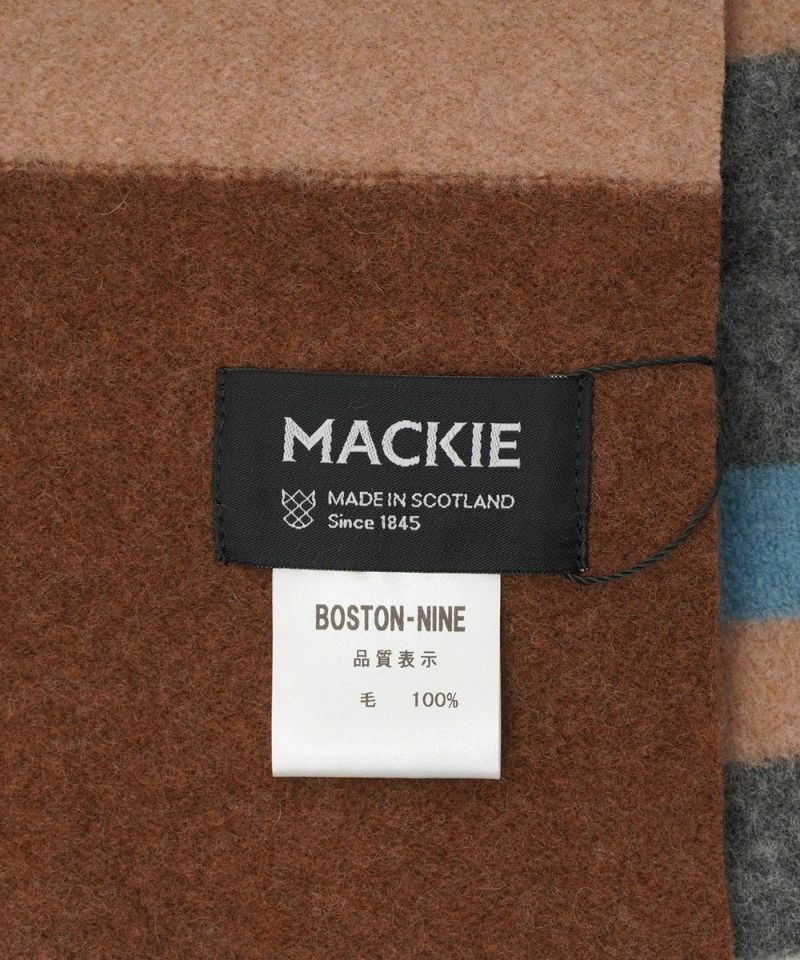 MACKIE
MADE IN SCOTLAND
Since 1845
BOSTON-NINE
品質表示
毛 100%